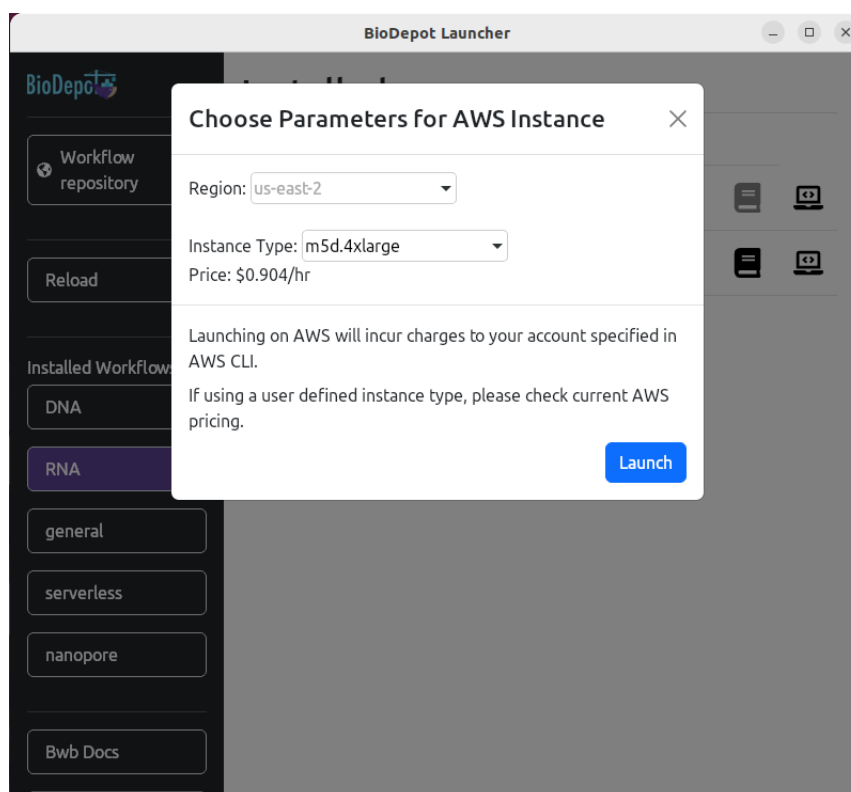 BioDepot Launcher
BioDepot
Workflow
repository
Reload
Installed Workflows
DNA
RNA
general
serverless
nanopore
Bwb Docs
Choose Parameters for AWS Instance
Region: us-east-2
Instance Type: m5d.4xlarge
Price: $0.904/hr
Launching on AWS will incur charges to your account specified in
AWS CLI.
If using a user defined instance type, please check current AWS
pricing.
Launch